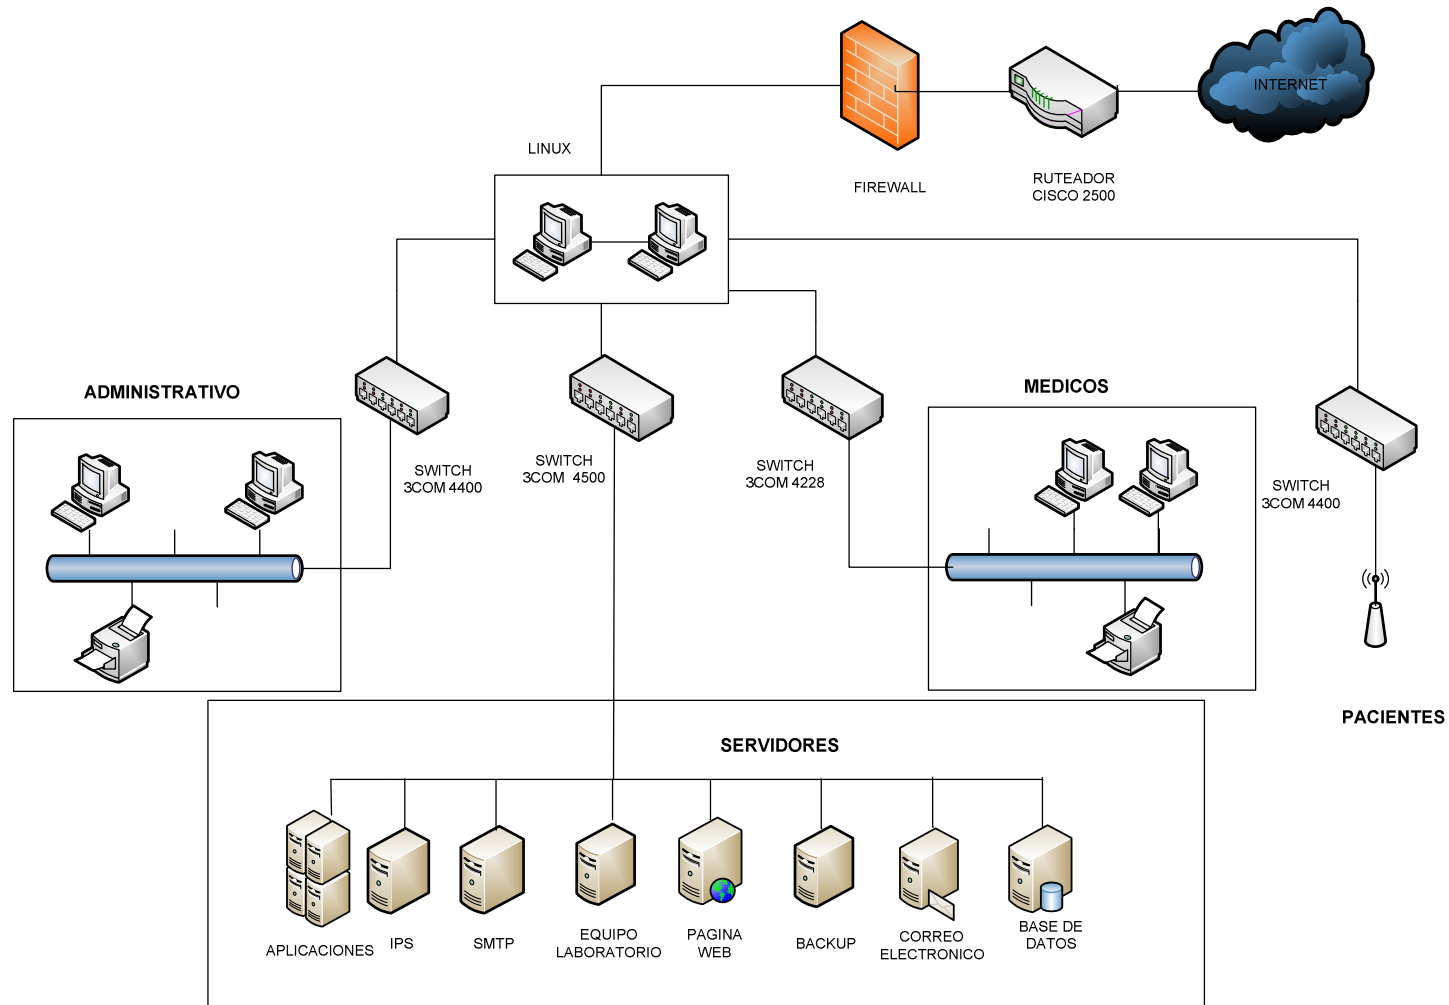 INTERNET
LINUX
FIREWALL
RUTEADOR
CISCO 2500
ADMINISTRATIVO
MEDICOS
SWITCH
3COM 4400
SWITCH
3COM  4500
SWITCH
3COM 4228
SWITCH
3COM 4400
PACIENTES
SERVIDORES
APLICACIONES
IPS
SMTP
EQUIPO
LABORATORIO
PAGINA
WEB
BACKUP
CORREO
ELECTRONICO
BASE DE
DATOS